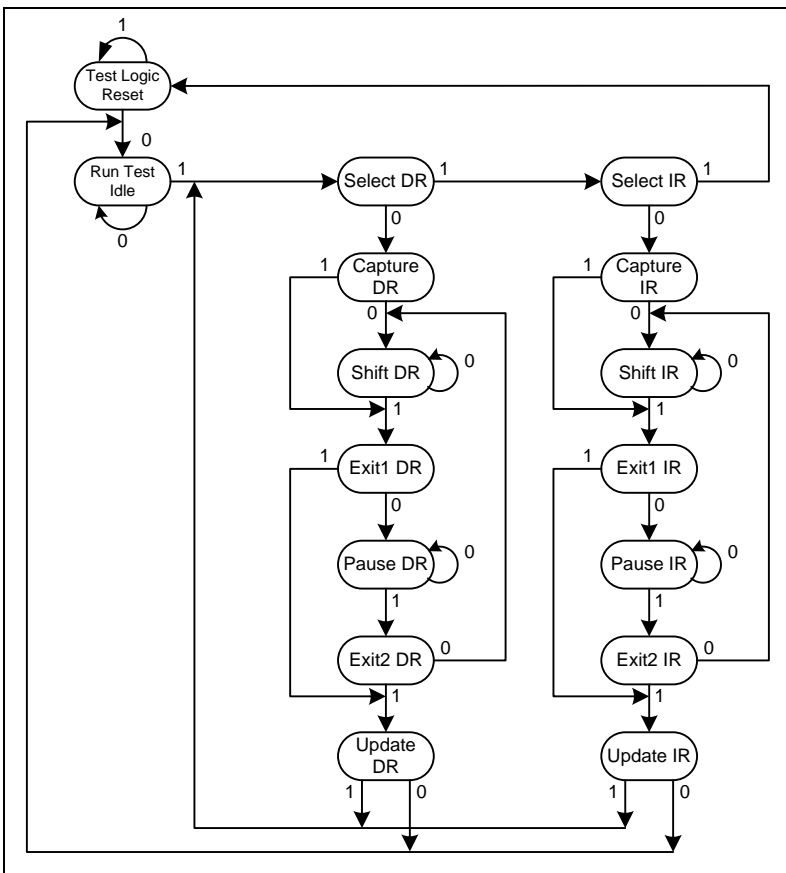 1
Test Logic
Reset
0
Run Test
Idle
1
0
Select DR
1
0
Select IR
1
0
1
Capture
DR
0
1
Capture
IR
0
Shift DR
0
1
Shift IR
0
1
1
Exit1 DR
0
1
Exit1 IR
0
Pause DR
0
1
Pause IR
0
1
Exit2 DR
0
1
Exit2 IR
0
1
Update
DR
1
0
Update IR
1
0